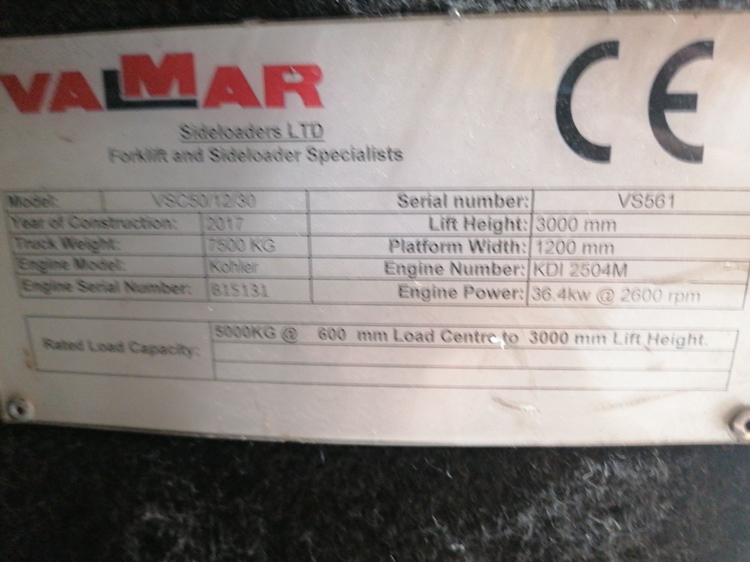 VALMAR
CE
Sideloaders LTD
Forklift and Sideloader Specialists
Model: VSC50/12/30 Serial number: VS561
Year of Construction: 2017 Lift Height: 3000 mm
Truck Weight: 7500 KG Platform Width: 1200 mm
Engine Model: Kohler Engine Number: KDI 2504M
Engine Serial Number: B15131 Engine Power: 36.4kw @ 2600 rpm
Rated Load Capacity: 5000KG @ 600 mm Load Centre to 3000 mm Lift Height.